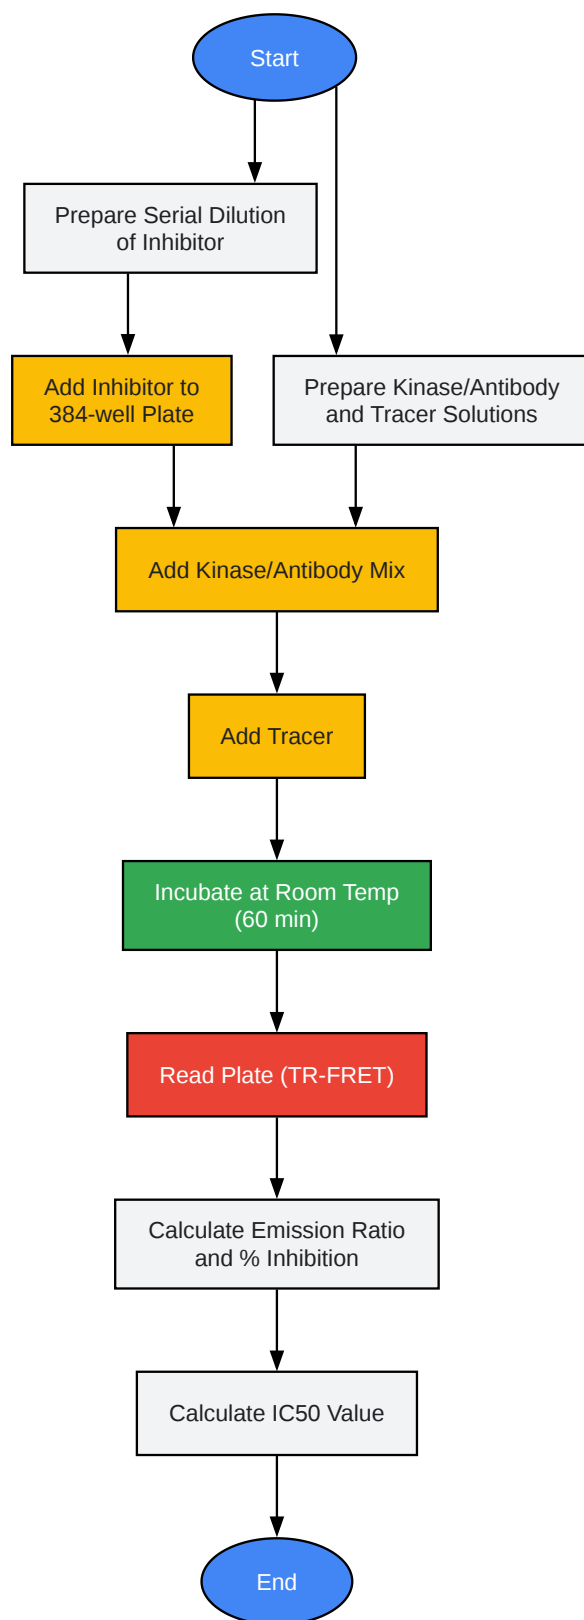 Start
Prepare Serial Dilution
of Inhibitor
Add Inhibitor to
384-well Plate
Prepare Kinase/Antibody
and Tracer Solutions
Add Kinase/Antibody Mix
Add Tracer
Incubate at Room Temp
(60 min)
Read Plate (TR-FRET)
Calculate Emission Ratio
and % Inhibition
Calculate IC50 Value
End